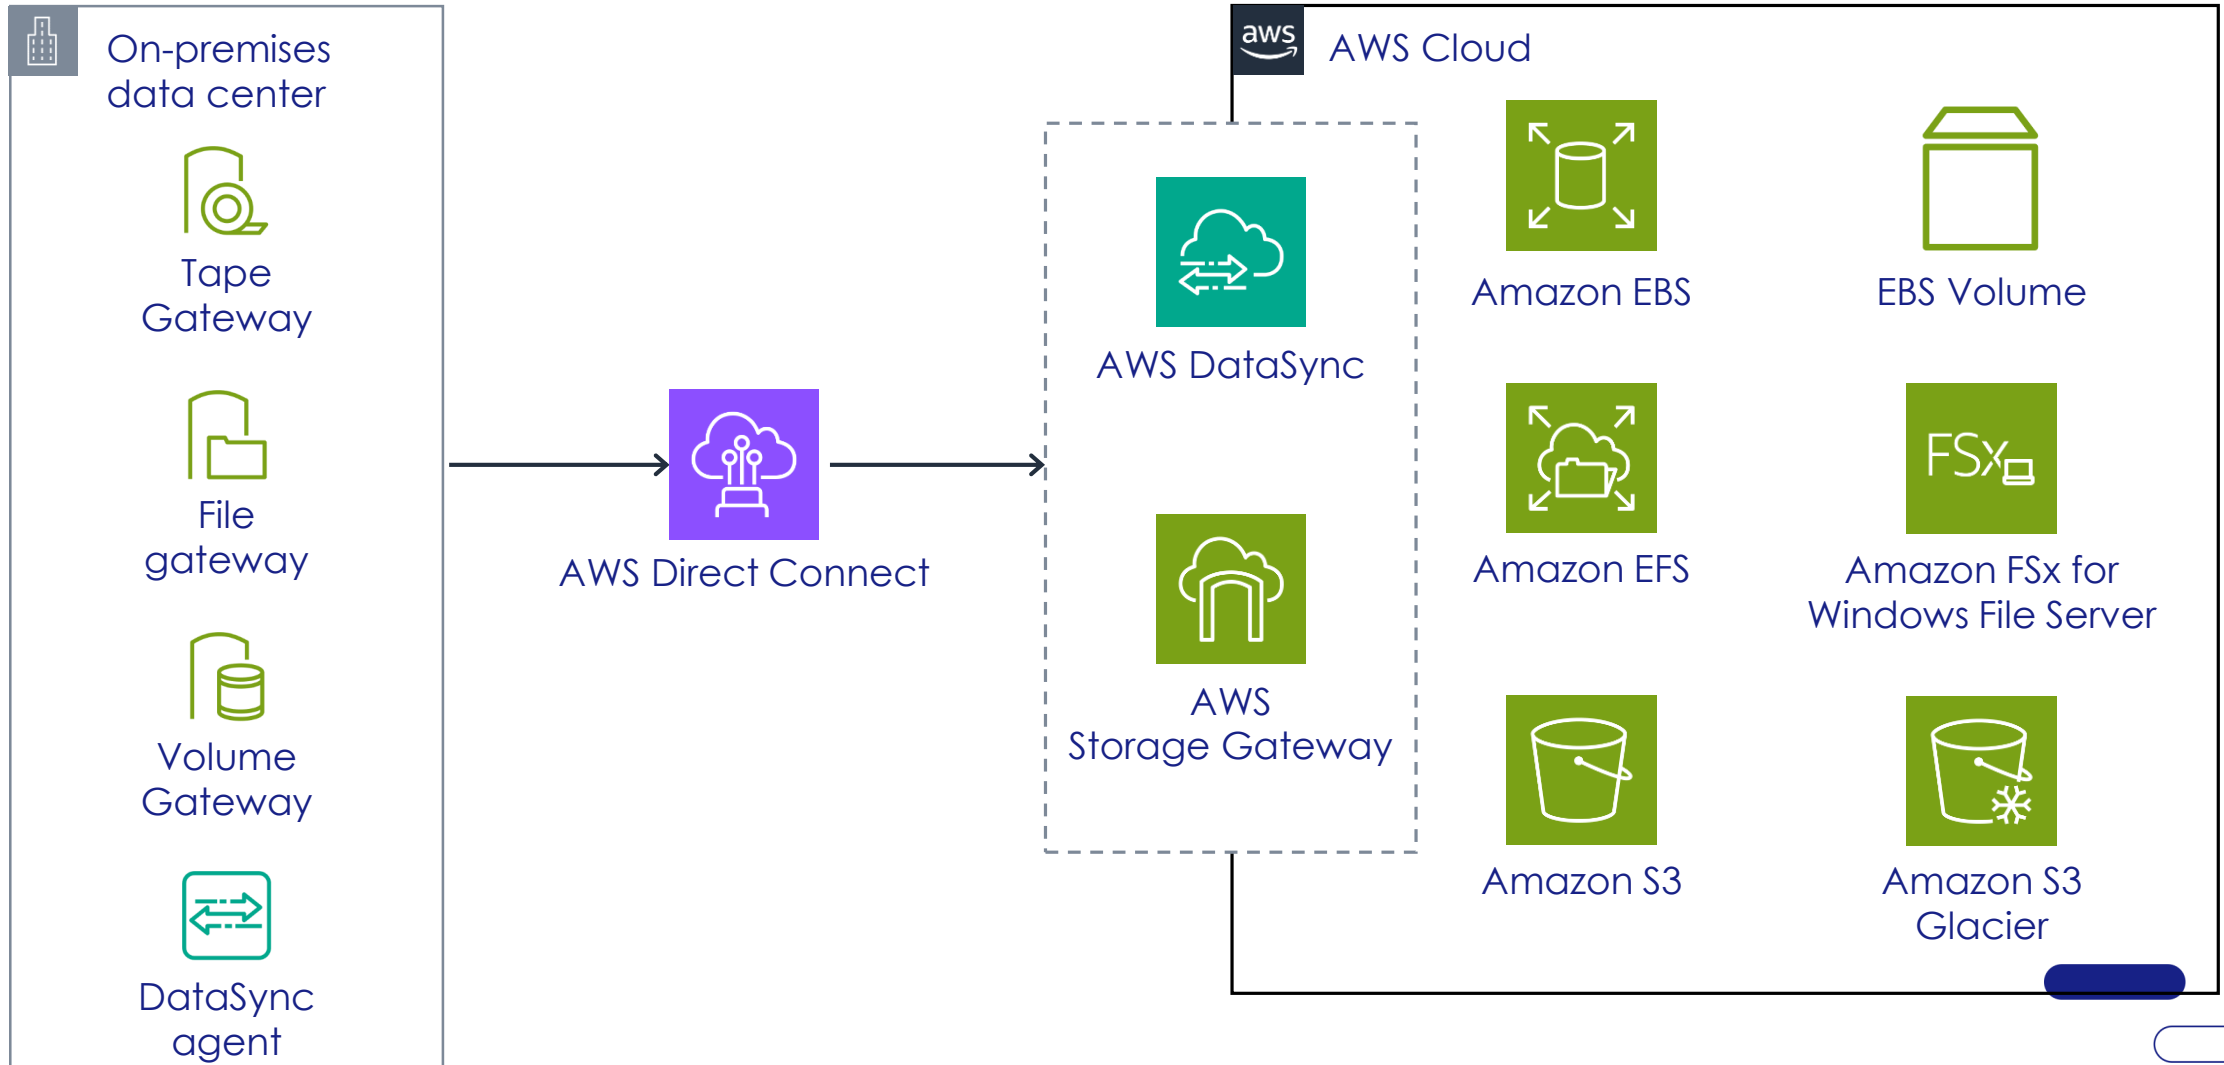 On-premises
data center
Tape
Gateway
File
gateway
Volume
Gateway
DataSync
agent
AWS Direct Connect
aws
AWS Cloud
AWS DataSync
AWS
Storage Gateway
Amazon EBS
EBS Volume
Amazon EFS
FSx
Amazon FSx for
Windows File Server
Amazon S3
Amazon S3
Glacier